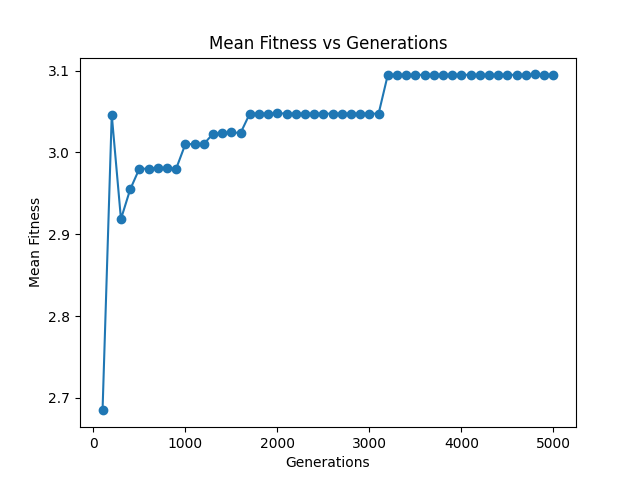 Mean Fitness vs Generations
3.1
3.0
2.9
2.8
2.7
Mean Fitness
0 1000 2000 3000 4000 5000
Generations